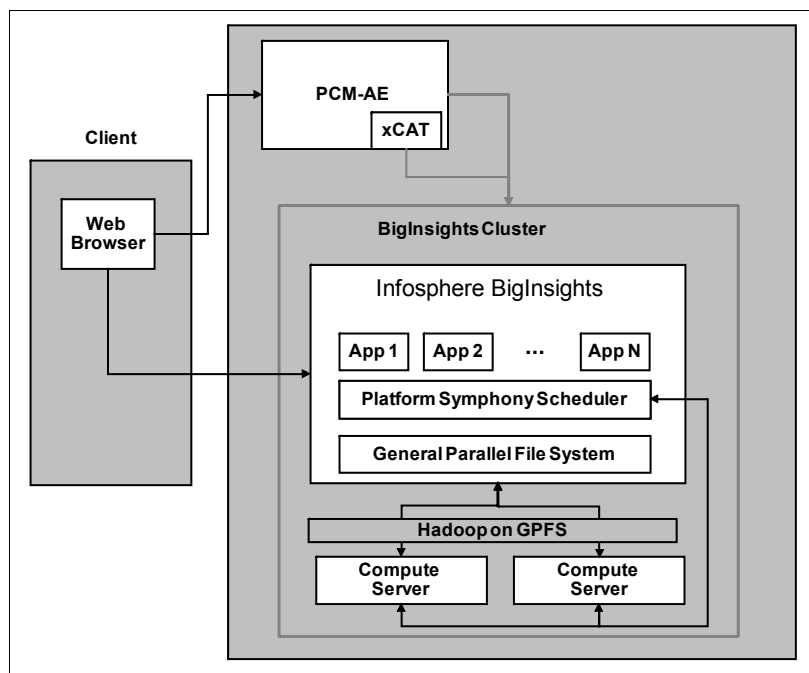 PCM-AE
xCAT
Client
Web
Browser
BigInsights Cluster
Infosphere BigInsights
App 1
App 2
...
App N
Platform Symphony Scheduler
General Parallel File System
Hadoop on GPFS
Compute
Server
Compute
Server